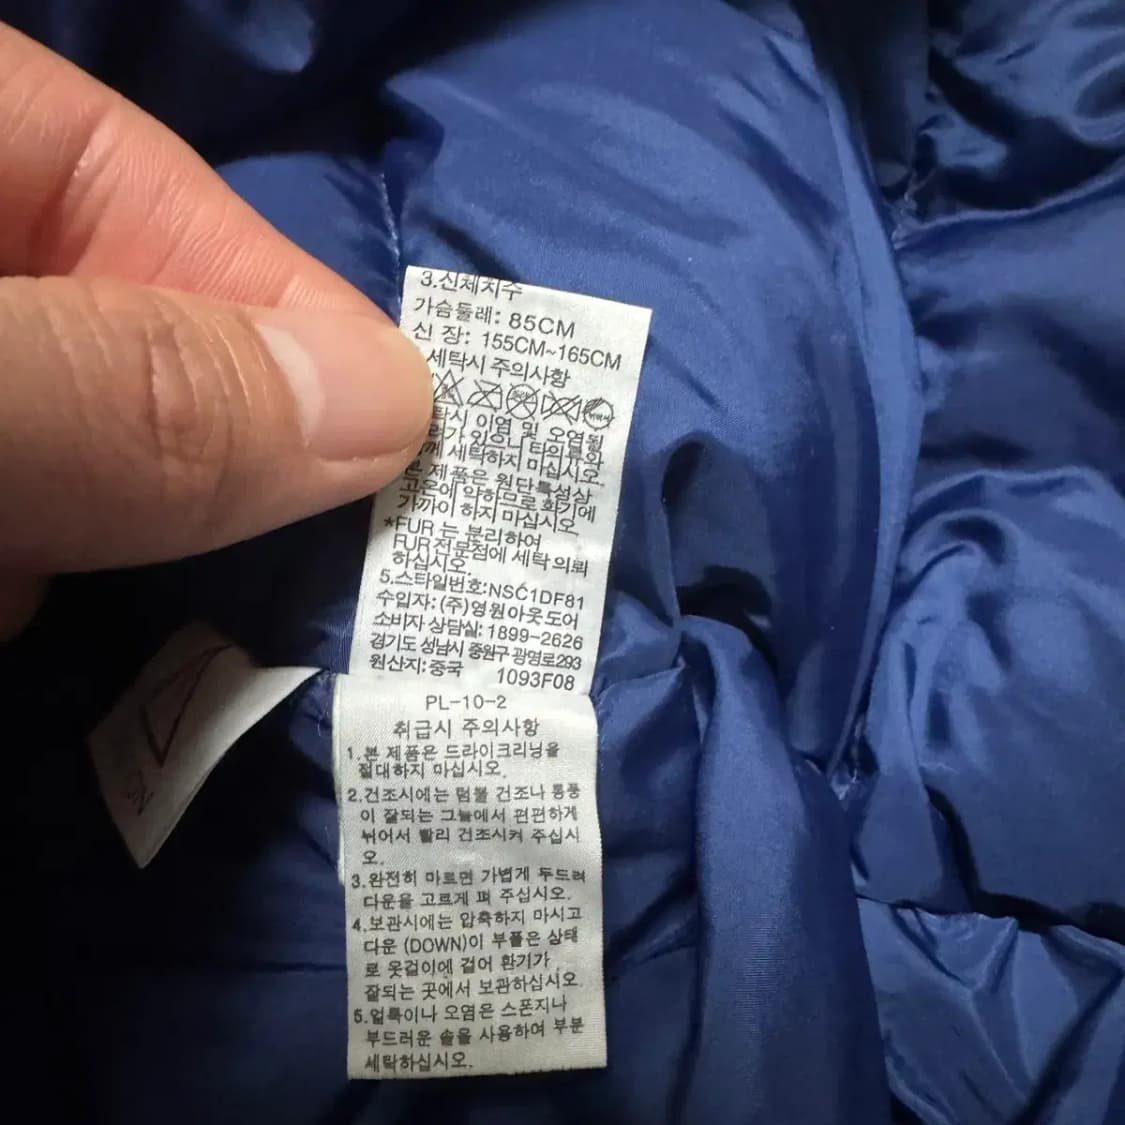 3.신체치수
가슴둘레: 85CM
신 장: 155CM~165CM
세탁시 주의사항
이염 및 오염될
있으니 타의류와
세탁하지 마십시오.
제품은 원단특성상
고온에 약하므로 화기에
가까이 하지 마십시오.
*FUR 는 분리하여
FUR전문점에 세탁 의뢰
하십시오.
5.스타일번호:NSC1DF81
수입자: (주)영원아웃도어
소비자 상담실: 1899-2626
경기도 성남시 중원구 광명로293
원산지: 중국 1093F08
PL-10-2
취급시 주의사항
1.본 제품은 드라이크리닝을
절대하지 마십시오.
2.건조시에는 텀블 건조나 통풍
이 잘되는 그늘에서 편편하게
뉘어서 빨리 건조시켜 주십시
오.
3.완전히 마르면 가볍게 두드려
다운을 고르게 펴 주십시오.
4.보관시에는 압축하지 마시고
다운 (DOWN)이 부풀은 상태
로 옷걸이에 걸어 환기가
잘되는 곳에서 보관하십시오.
5.얼룩이나 오염은 스폰지나
부드러운 솔을 사용하여 부분
세탁하십시오.